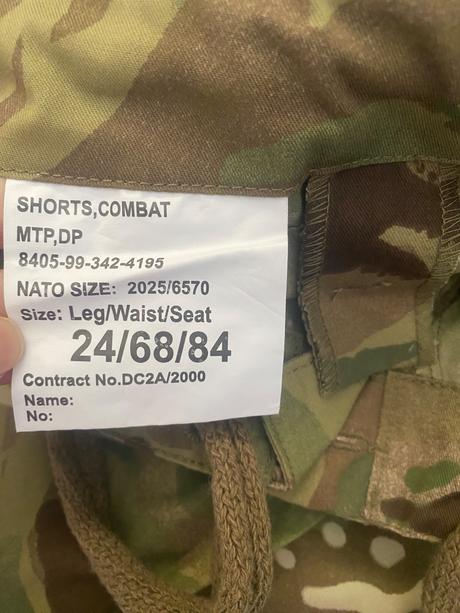 SHORTS,COMBAT
MTP,DP
8405-99-342-4195
NATO SIZE: 2025/6570
Size: Leg/Waist/Seat
24/68/84
Contract No.DC2A/2000
Name:
No: